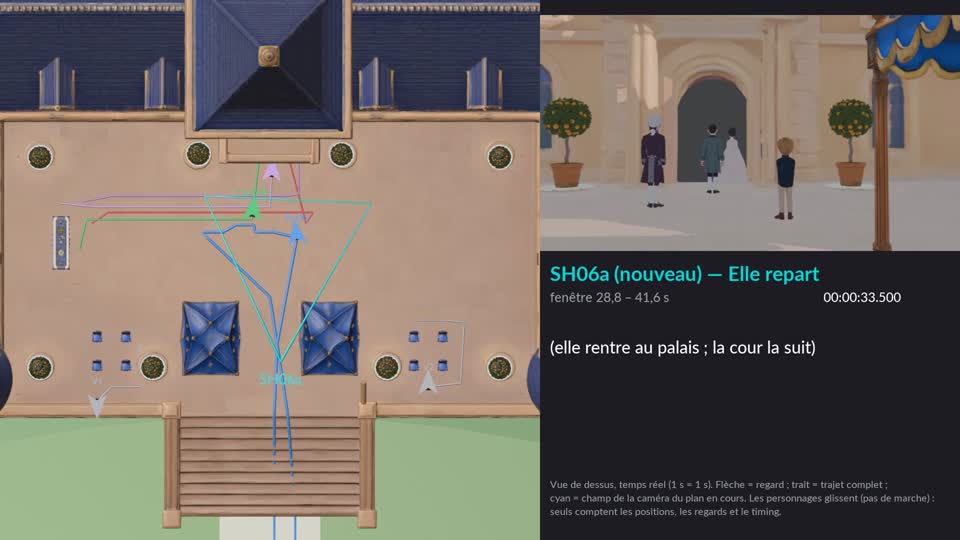 SH06a (nouveau) — Elle repart
fenêtre 28,8 – 41,6 s
00:00:33.500
(elle rentre au palais ; la cour la suit)
V1
V2
SH06a
Vue de dessus, temps réel (1 s = 1 s). Flèche = regard ; trait = trajet complet ;
cyan = champ de la caméra du plan en cours. Les personnages glissent (pas de marche) :
seuls comptent les positions, les regards et le timing.